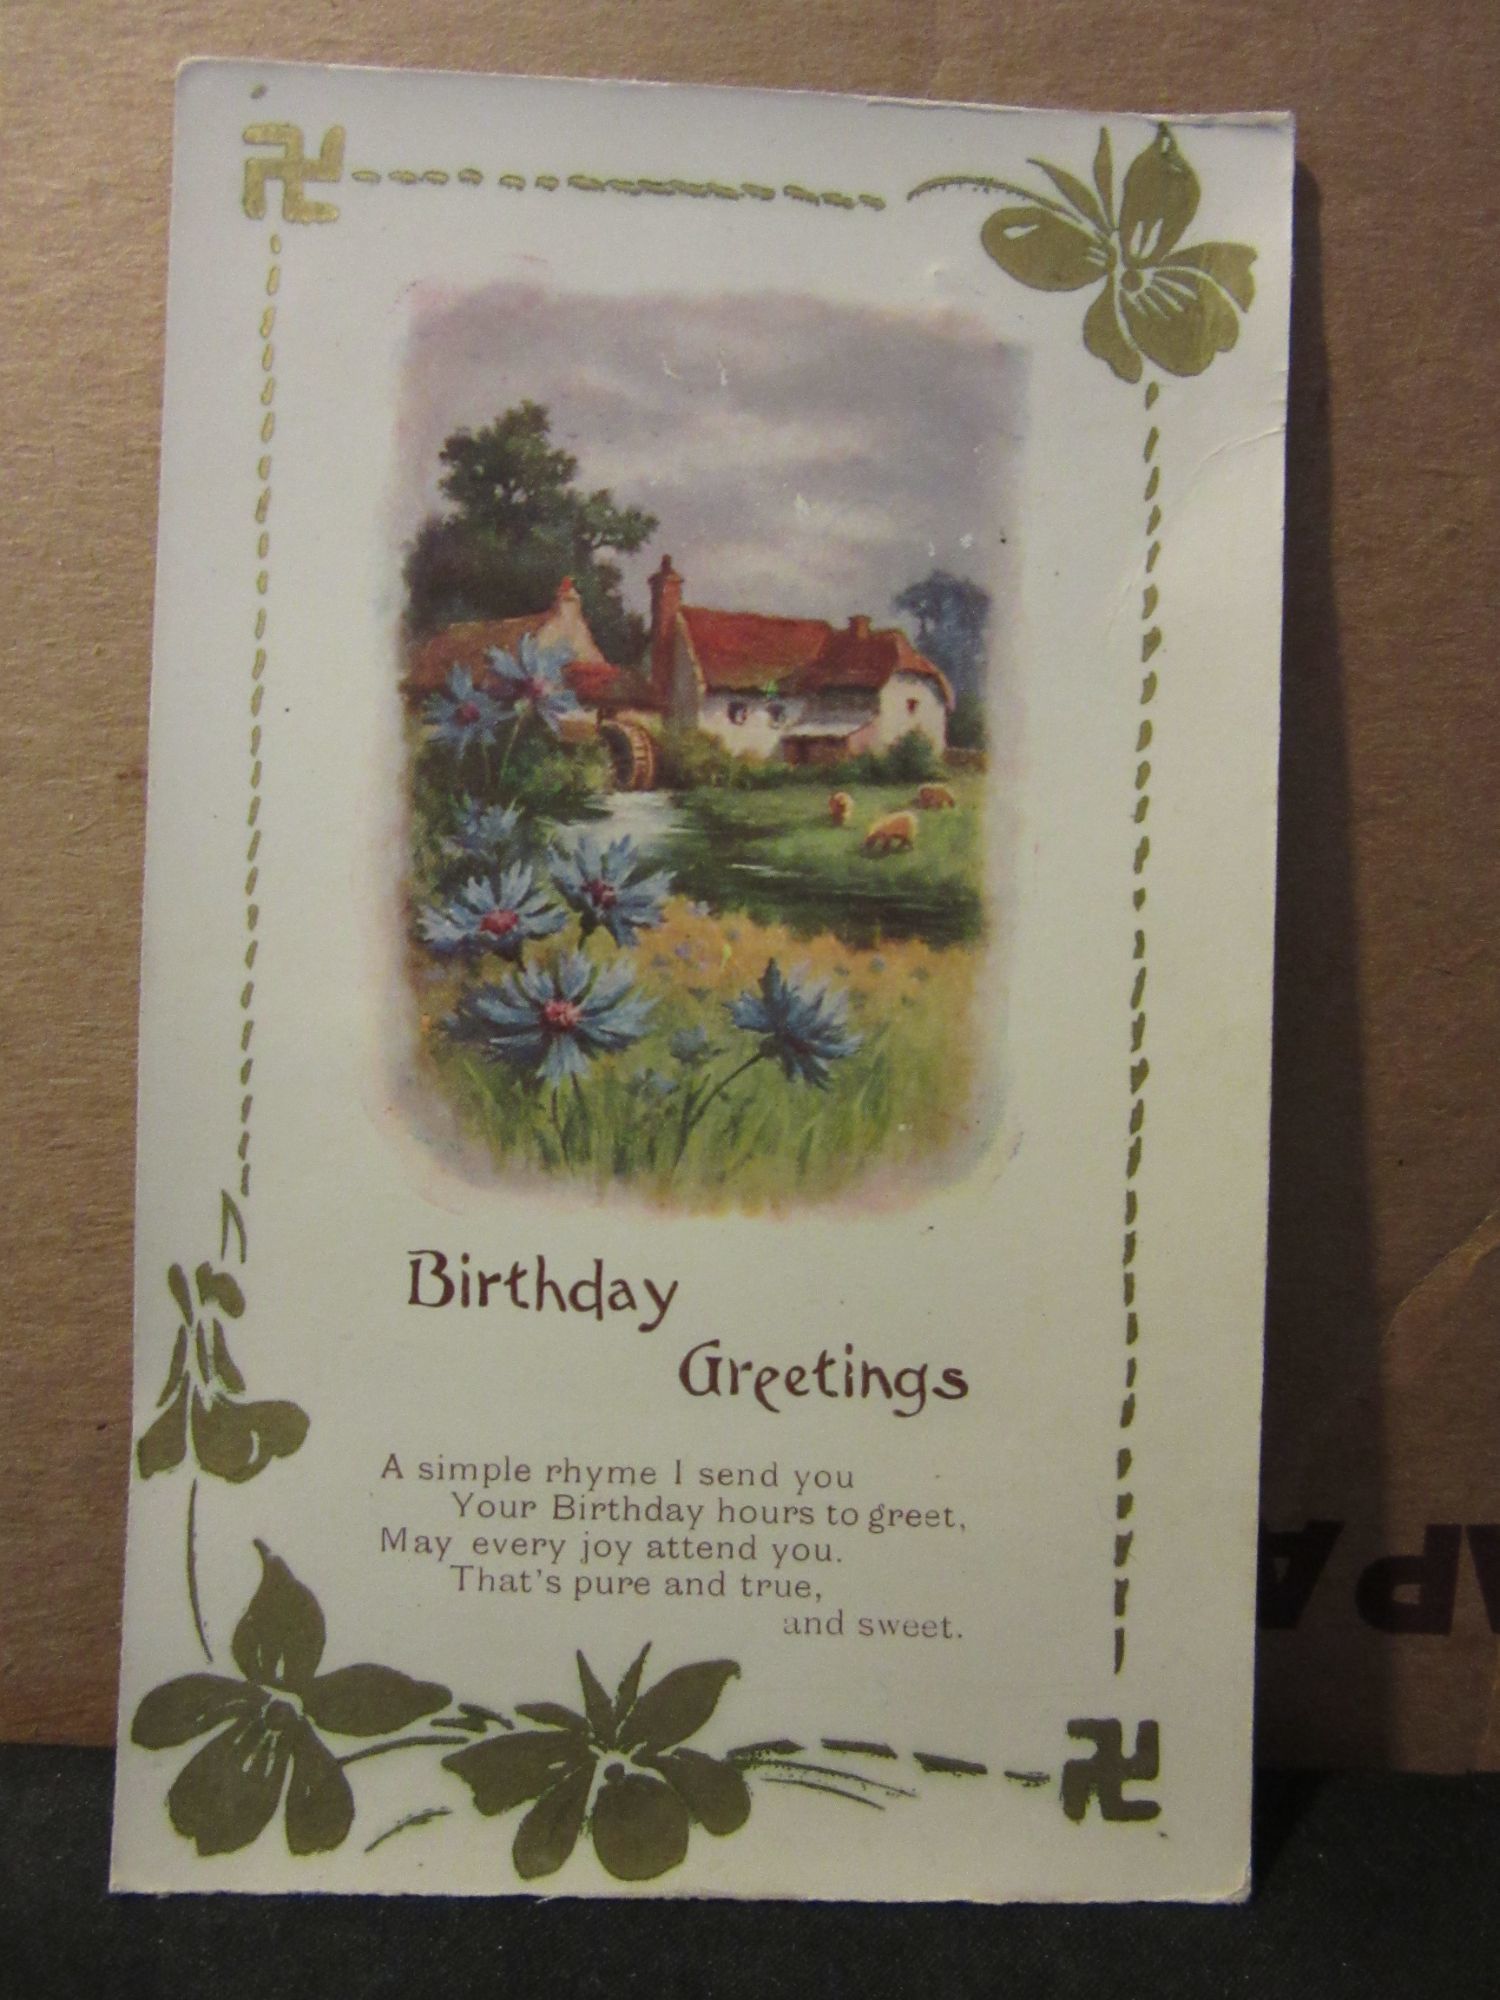 Birthday
Greetings
A simple rhyme I send you
Your Birthday hours to greet,
May every joy attend you.
That's pure and true,
and sweet.